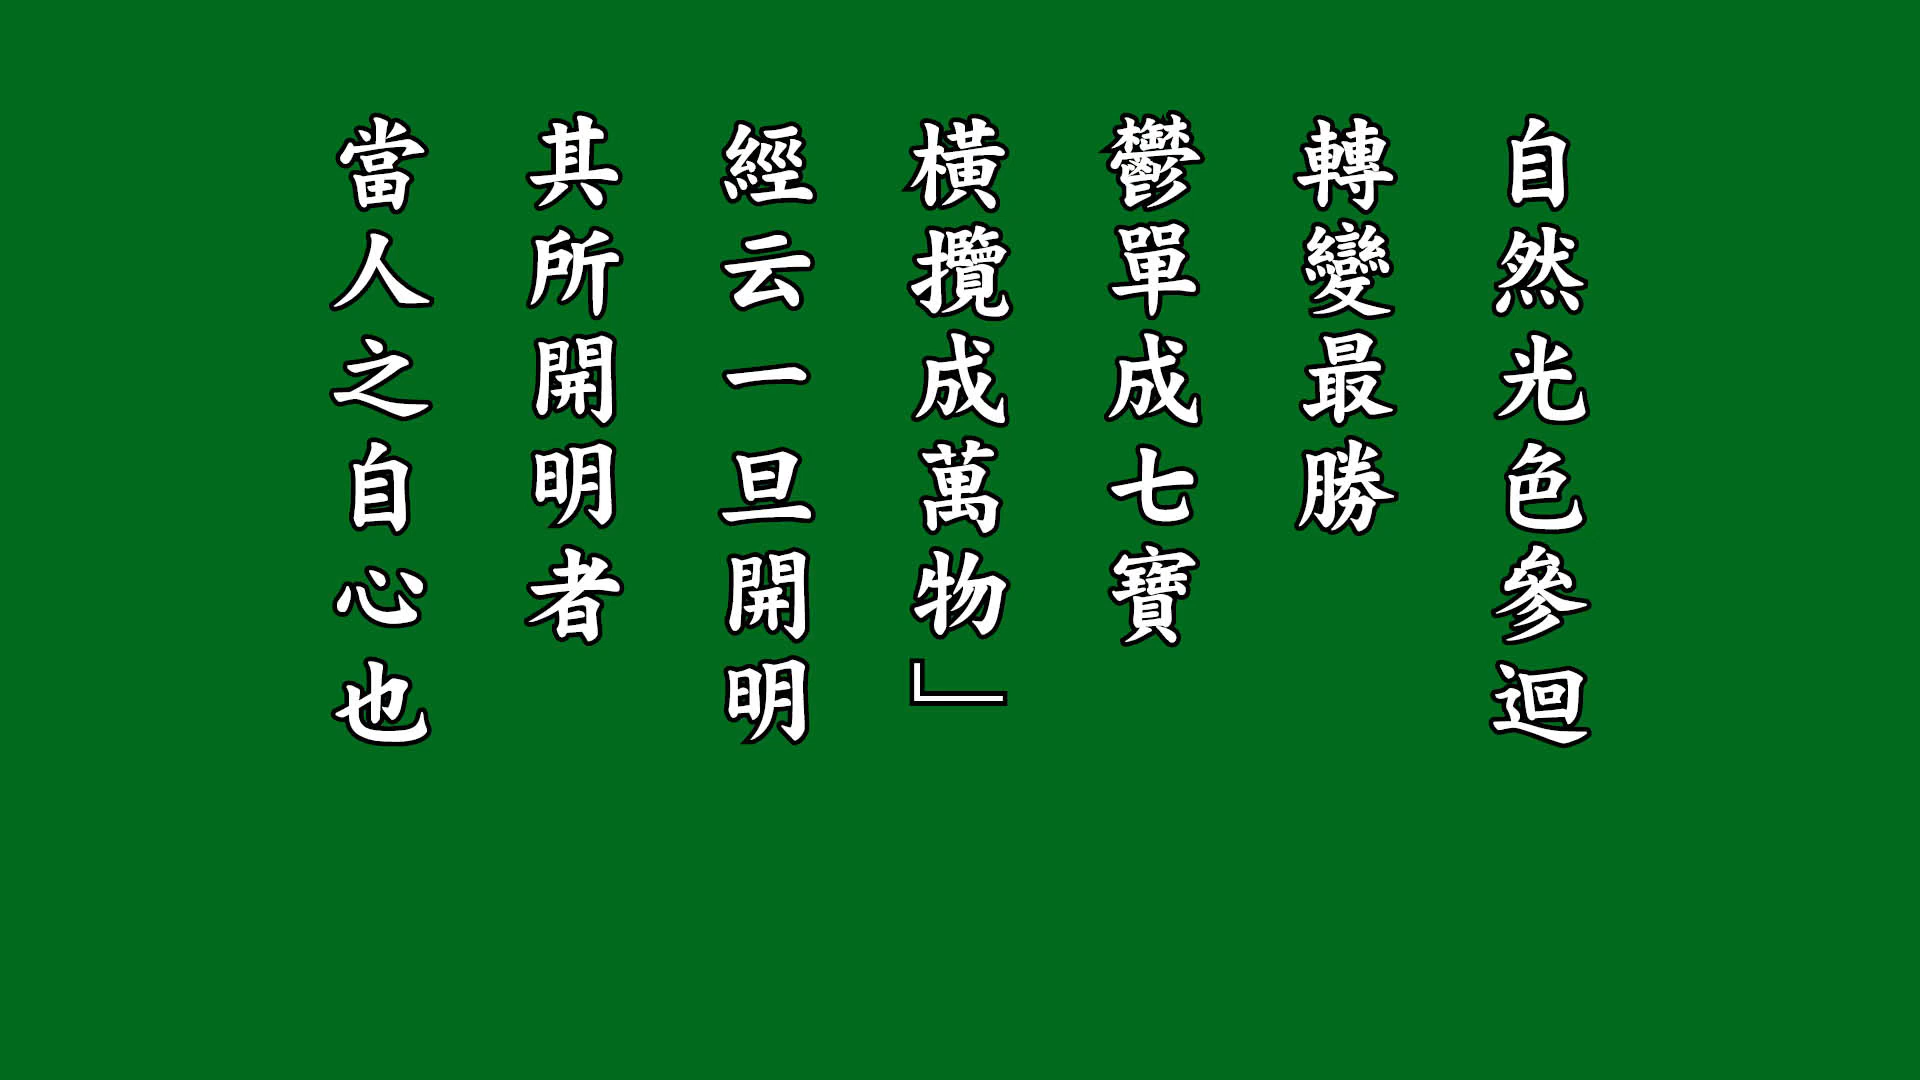 自然光色參迴
轉變最勝
鬱單成七寶
橫攬成萬物」
經云一旦開明
其所開明者
當人之自心也